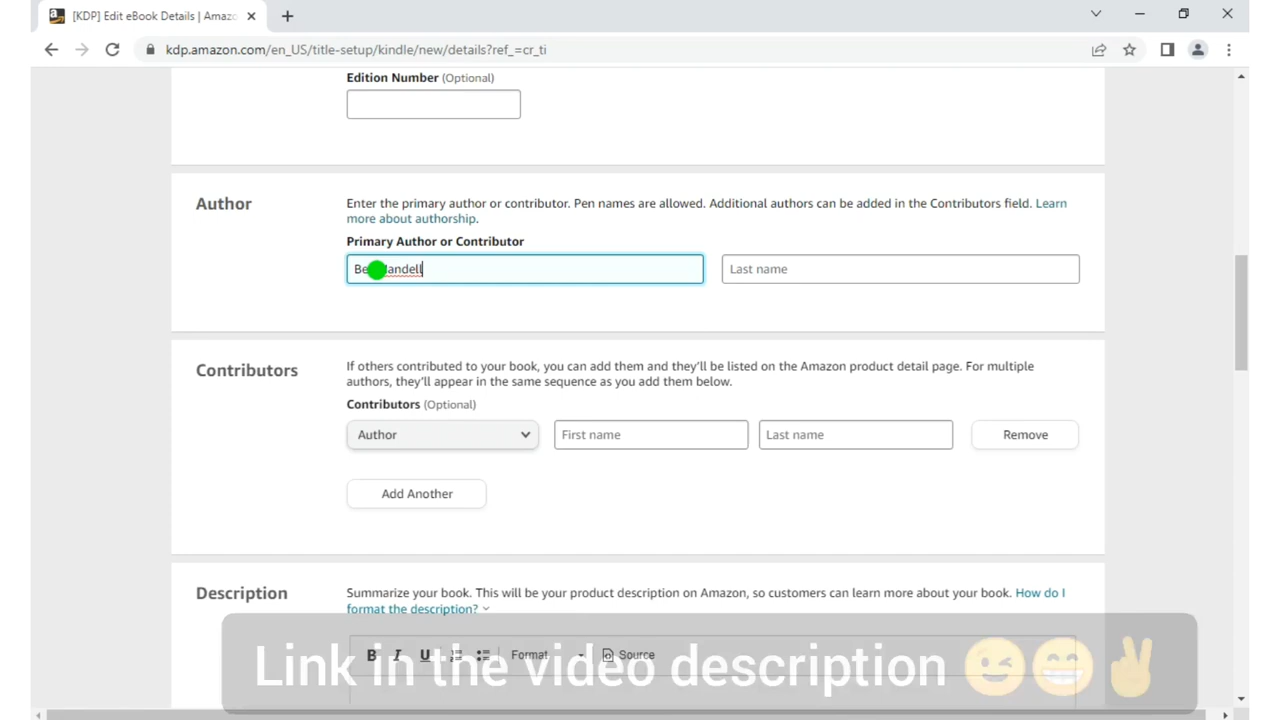 [KDP] Edit eBook Details | Amazo
kdp.amazon.com/en_US/title-setup/kindle/new/details?ref_=cr_ti
Edition Number (Optional)
Author
Enter the primary author or contributor. Pen names are allowed. Additional authors can be added in the Contributors field. Learn
more about authorship.
Primary Author or Contributor
Last name
Contributors
If others contributed to your book, you can add them and they'll be listed on the Amazon product detail page. For multiple
authors, they'll appear in the same sequence as you add them below.
Contributors (Optional)
Author First name Last name Remove
Add Another
Description
Summarize your book. This will be your product description on Amazon, so customers can learn more about your book. How do I
format the description?
B I U Format Source
Link in the video description 😉😁✌